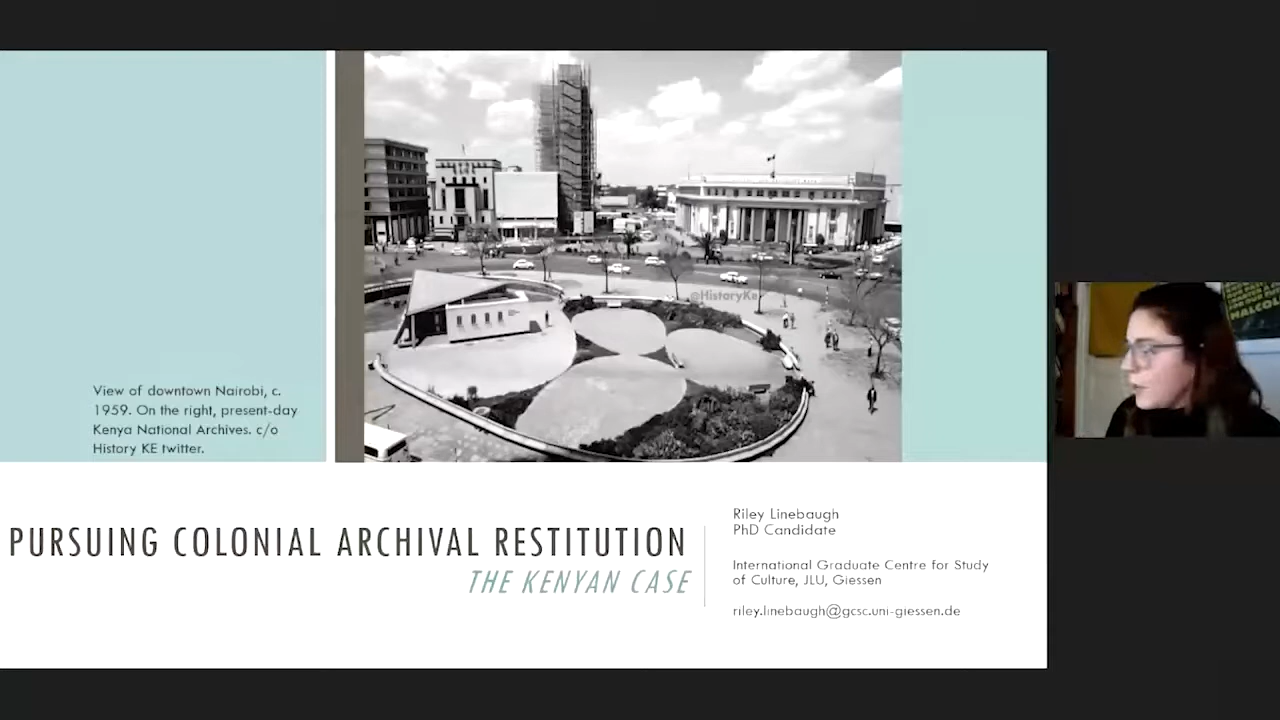 View of downtown Nairobi, c.
1959. On the right, present-day
Kenya National Archives. c/o
History KE twitter.
@HistoryKe
PURSUING COLONIAL ARCHIVAL RESTITUTION
THE KENYAN CASE
Riley Linebaugh
PhD Candidate
International Graduate Centre for Study
of Culture, JLU, Giessen
riley.linebaugh@gcsc.uni-giessen.de